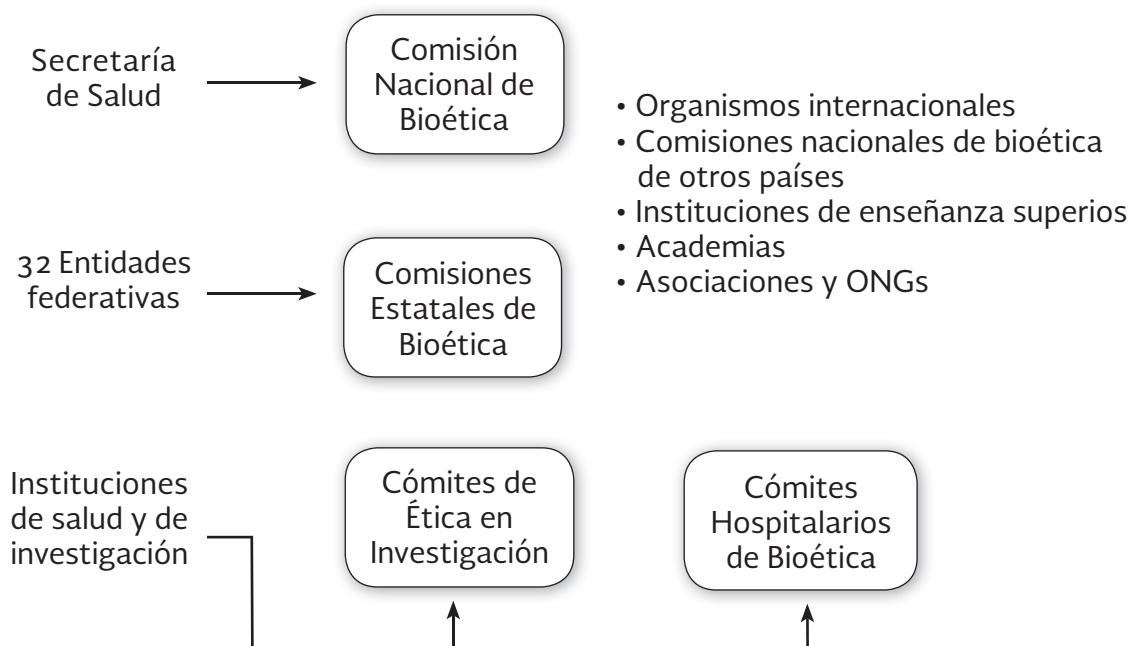 Secretaría
de Salud
Comisión
Nacional de
Bioética
• Organismos internacionales
• Comisiones nacionales de bioética
de otros países
• Instituciones de enseñanza superios
• Academias
• Asociaciones y ONGs
32 Entidades
federativas
Comisiones
Estatales de
Bioética
Instituciones
de salud y de
investigación
Cómites de
Ética en
Investigación
Cómites
Hospitalarios
de Bioética